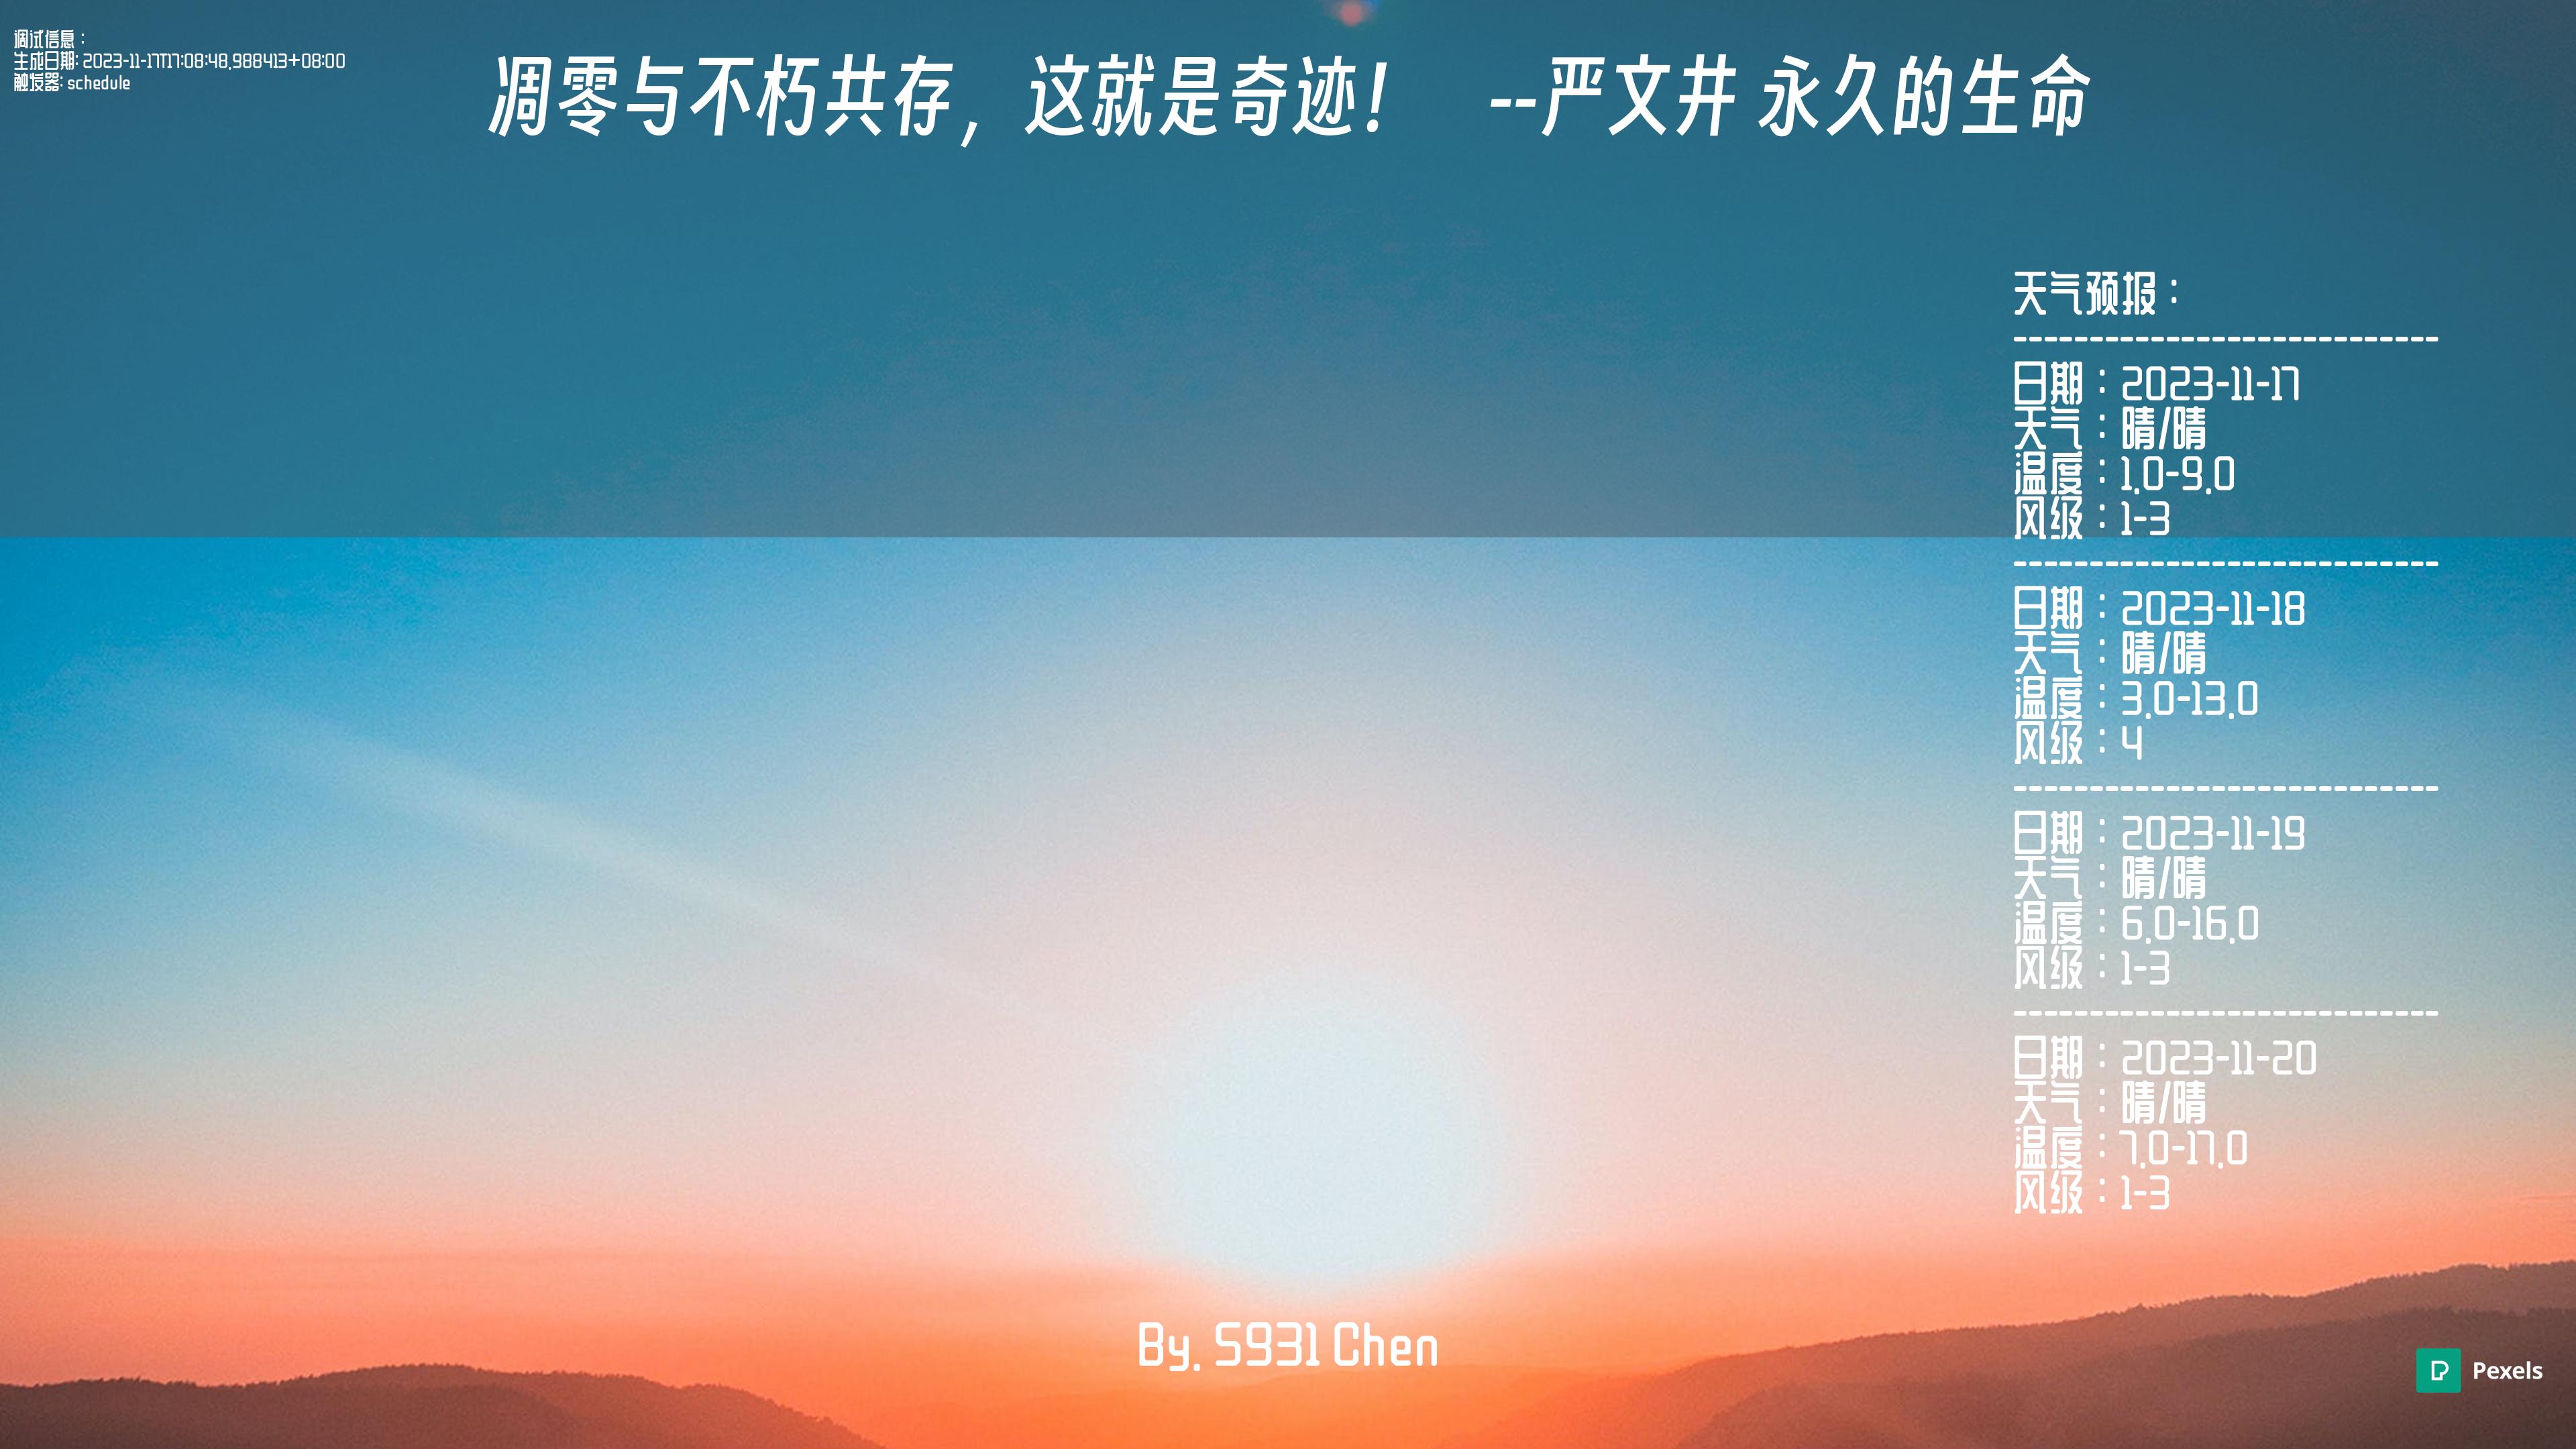 调试信息：
生成日期: 2023-11-17T17:08:48.988413+08:00
触发器: schedule
凋零与不朽共存，这就是奇迹！ --严文井 永久的生命
天气预报：
----------------------------
日期：2023-11-17
天气：晴/晴
温度：1.0-9.0
风级：1-3
----------------------------
日期：2023-11-18
天气：晴/晴
温度：3.0-13.0
风级：4
----------------------------
日期：2023-11-19
天气：晴/晴
温度：6.0-16.0
风级：1-3
----------------------------
日期：2023-11-20
天气：晴/晴
温度：7.0-17.0
风级：1-3
By. S931 Chen
Pexels